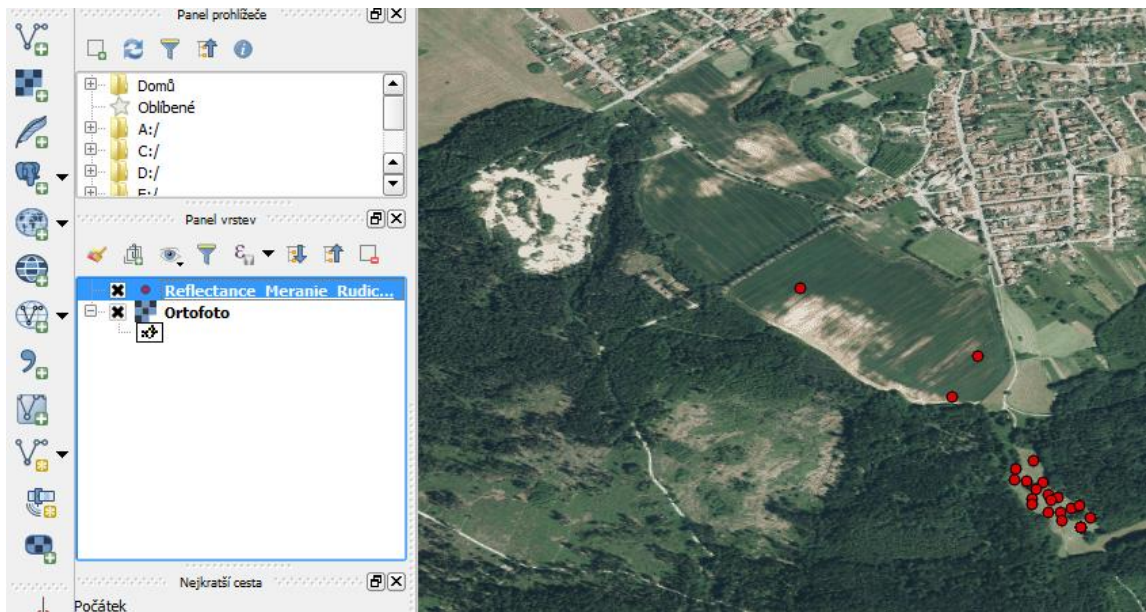 Panel prohlížeče
Domů
Oblíbené
A:/
C:/
D:/
E:/
Panel vrstev
Reflectance_Meranie_Rudic...
Ortofoto
Nejkratší cesta
Počátek